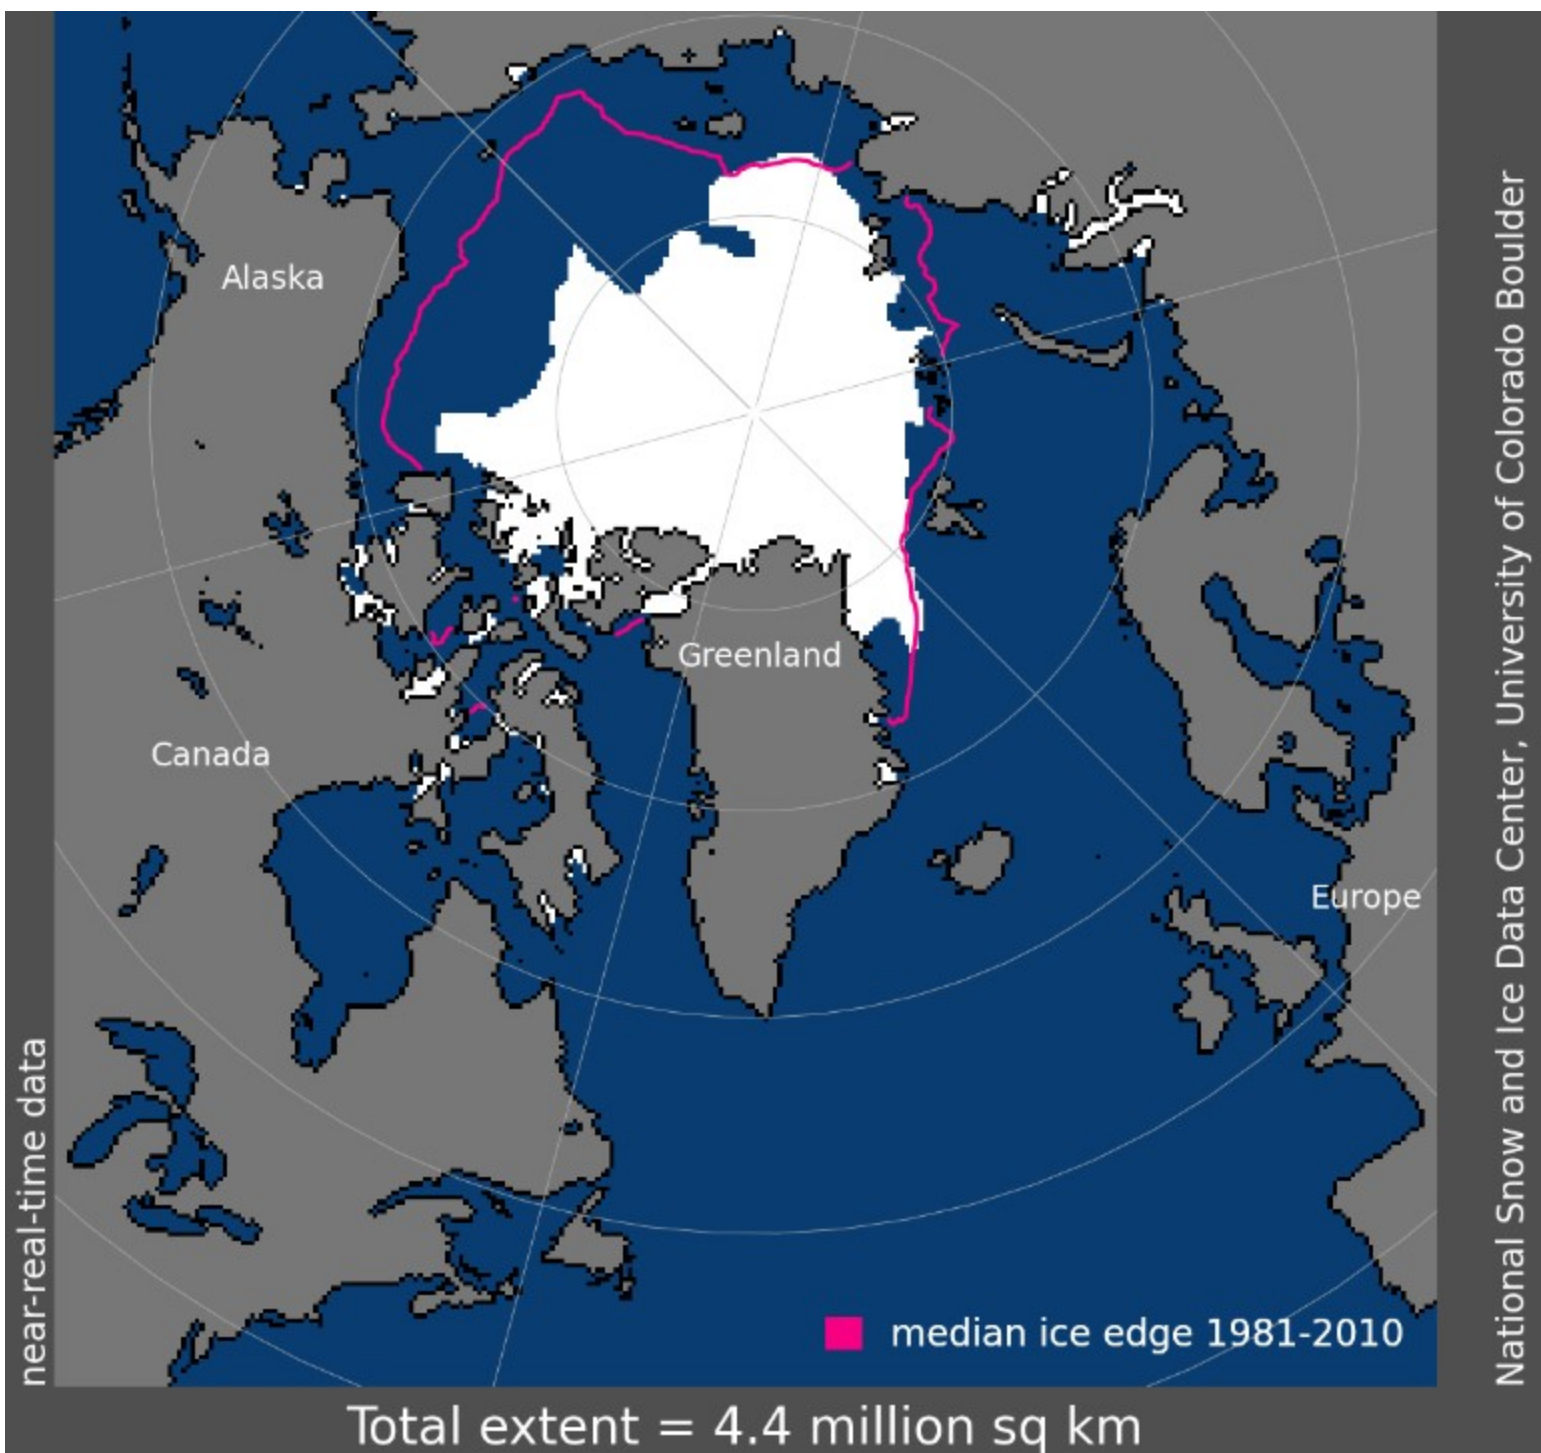 Alaska
Greenland
Canada
Europe
median ice edge 1981-2010
near-real-time data
National Snow and Ice Data Center, University of Colorado Boulder
Total extent = 4.4 million sq km